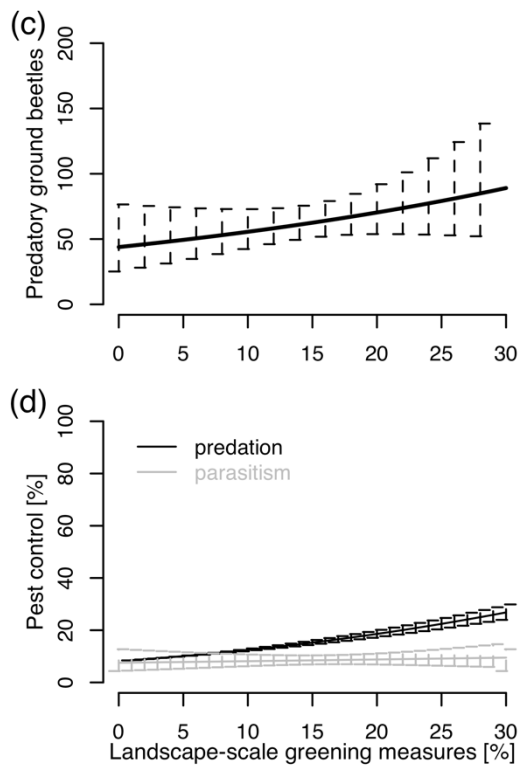 (c)
Predatory ground beetles
200
150
100
50
0
0 5 10 15 20 25 30
(d)
Pest control [%]
100
80
60
40
20
0
predation
parasitism
0 5 10 15 20 25 30
Landscape-scale greening measures [%]